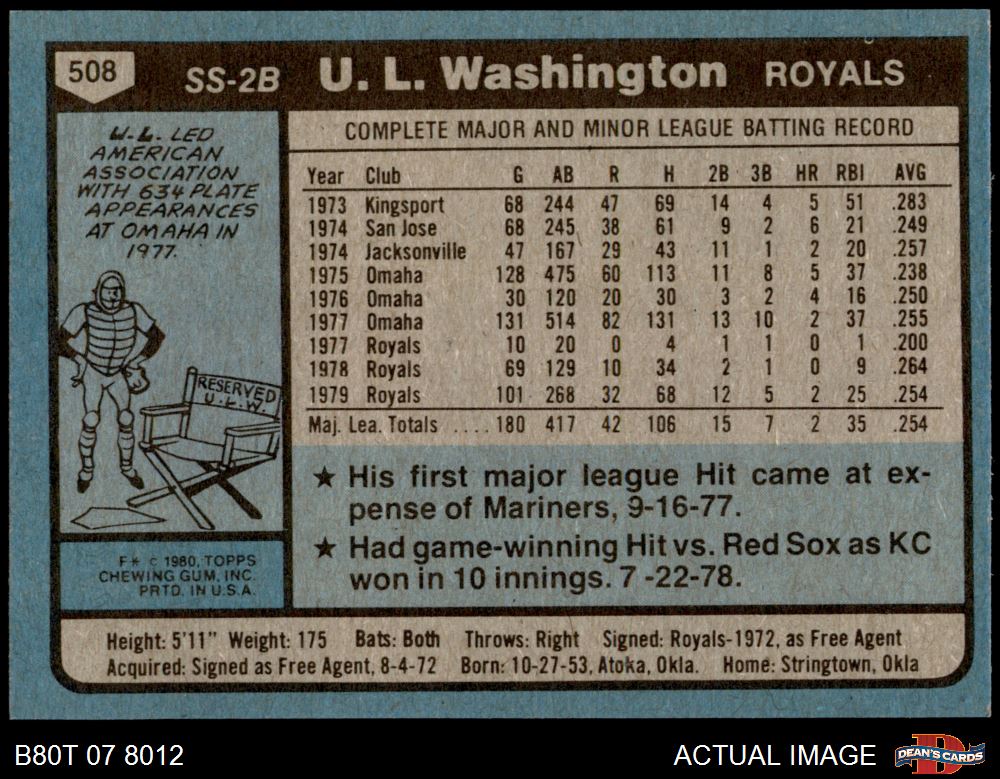 508 SS-2B U. L. Washington ROYALS
U.L. LED
AMERICAN
ASSOCIATION
WITH 634 PLATE
APPEARANCES
AT OMAHA IN
1977.
RESERVED
U.L.W.
F✶ © 1980, TOPPS
CHEWING GUM, INC.
PRTD. IN U.S.A.
COMPLETE MAJOR AND MINOR LEAGUE BATTING RECORD
Year Club G AB R H 2B 3B HR RBI AVG
1973 Kingsport 68 244 47 69 14 4 5 51 .283
1974 San Jose 68 245 38 61 9 2 6 21 .249
1974 Jacksonville 47 167 29 43 11 1 2 20 .257
1975 Omaha 128 475 60 113 11 8 5 37 .238
1976 Omaha 30 120 20 30 3 2 4 16 .250
1977 Omaha 131 514 82 131 13 10 2 37 .255
1977 Royals 10 20 0 4 1 1 0 1 .200
1978 Royals 69 129 10 34 2 1 0 9 .264
1979 Royals 101 268 32 68 12 5 2 25 .254
Maj. Lea. Totals .... 180 417 42 106 15 7 2 35 .254
★ His first major league Hit came at ex-
pense of Mariners, 9-16-77.
★ Had game-winning Hit vs. Red Sox as KC
won in 10 innings. 7 -22-78.
Height: 5'11" Weight: 175 Bats: Both Throws: Right Signed: Royals-1972, as Free Agent
Acquired: Signed as Free Agent, 8-4-72 Born: 10-27-53, Atoka, Okla. Home: Stringtown, Okla
B80T 07 8012 ACTUAL IMAGE DEAN'S CARDS